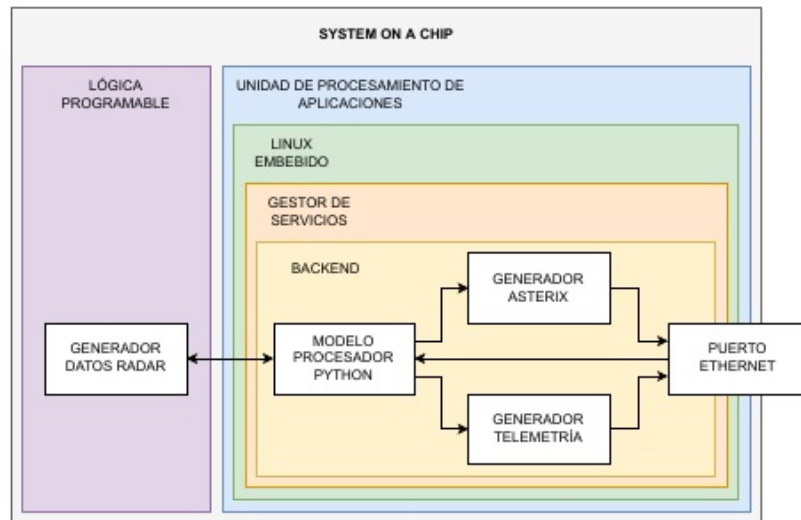 SYSTEM ON A CHIP
LÓGICA
PROGRAMABLE
UNIDAD DE PROCESAMIENTO DE
APLICACIONES
LINUX
EMBEBIDO
GESTOR DE
SERVICIOS
BACKEND
GENERADOR
ASTERIX
GENERADOR
DATOS RADAR
MODELO
PROCESADOR
PYTHON
PUERTO
ETHERNET
GENERADOR
TELEMETRÍA